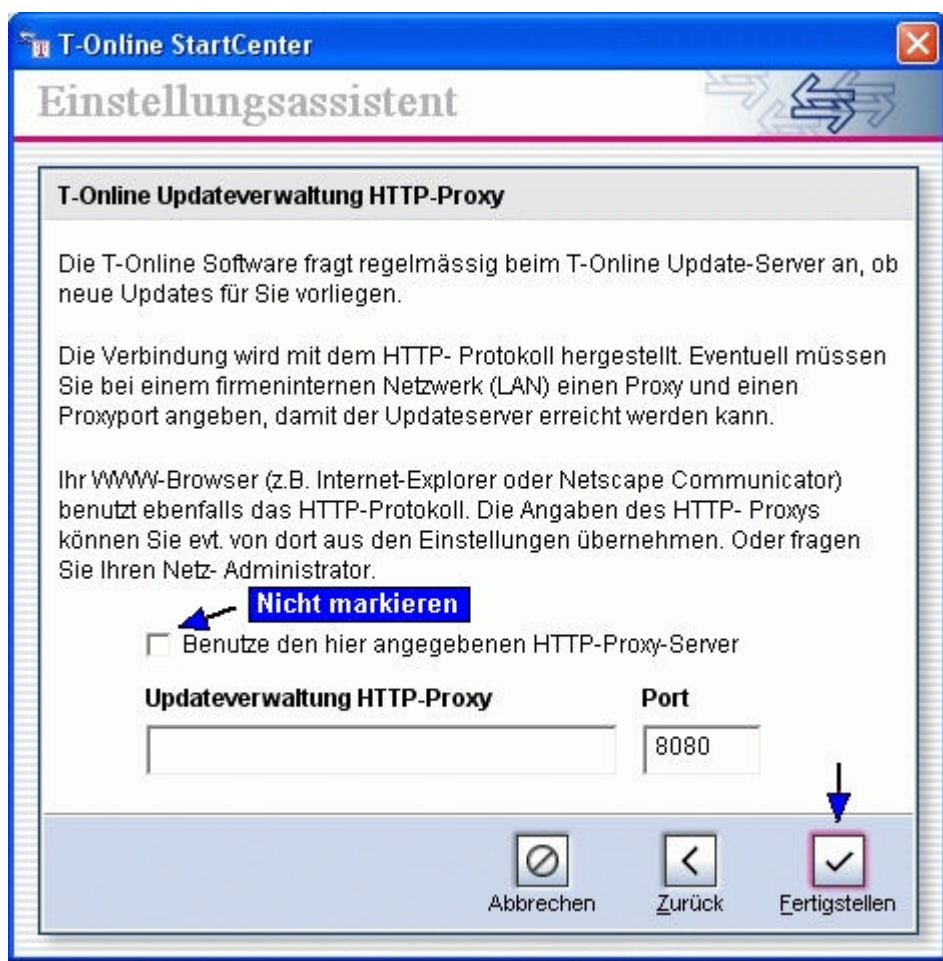 T-Online StartCenter
Einstellungsassistent
T-Online Updateverwaltung HTTP-Proxy
Die T-Online Software fragt regelmässig beim T-Online Update-Server an, ob
neue Updates für Sie vorliegen.
Die Verbindung wird mit dem HTTP- Protokoll hergestellt. Eventuell müssen
Sie bei einem firmeninternen Netzwerk (LAN) einen Proxy und einen
Proxyport angeben, damit der Updateserver erreicht werden kann.
Ihr WWW-Browser (z.B. Internet-Explorer oder Netscape Communicator)
benutzt ebenfalls das HTTP-Protokoll. Die Angaben des HTTP- Proxys
können Sie evt. von dort aus den Einstellungen übernehmen. Oder fragen
Sie Ihren Netz- Administrator.
Nicht markieren
Benutze den hier angegebenen HTTP-Proxy-Server
Updateverwaltung HTTP-Proxy Port
8080
Abbrechen Zurück Fertigstellen